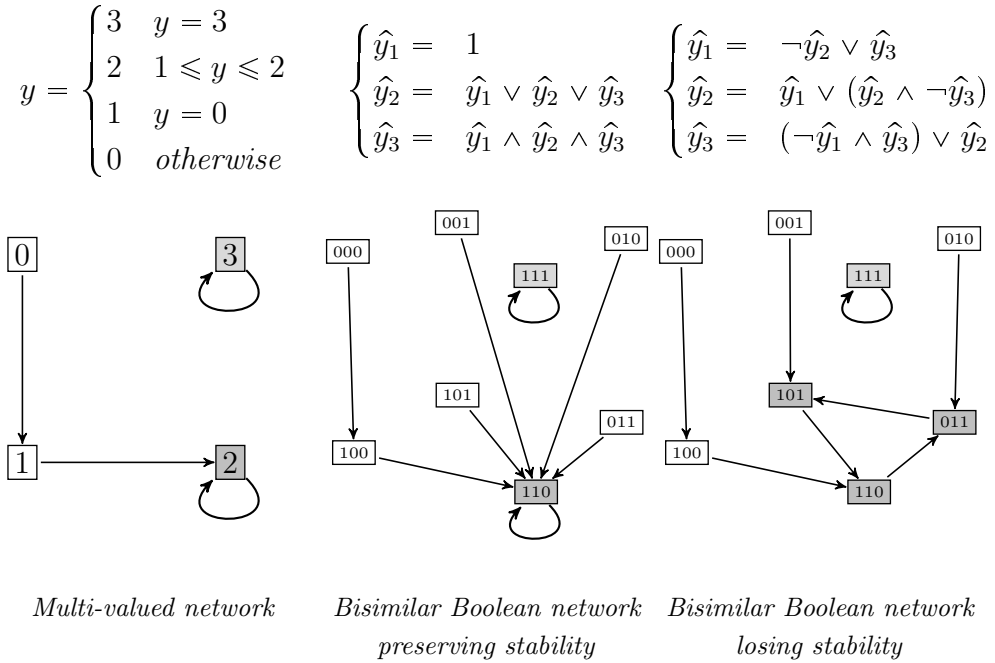 y = { 3 y = 3
2 1 ⩽ y ⩽ 2
1 y = 0
0 otherwise
{ ŷ₁ = 1
ŷ₂ = ŷ₁ ∨ ŷ₂ ∨ ŷ₃
ŷ₃ = ŷ₁ ∧ ŷ₂ ∧ ŷ₃
{ ŷ₁ = ¬ŷ₂ ∨ ŷ₃
ŷ₂ = ŷ₁ ∨ (ŷ₂ ∧ ¬ŷ₃)
ŷ₃ = (¬ŷ₁ ∧ ŷ₃) ∨ ŷ₂
0
3
1
2
001
000
010
111
101
011
100
110
001
000
010
111
101
011
100
110
Multi-valued network
Bisimilar Boolean network
preserving stability
Bisimilar Boolean network
losing stability